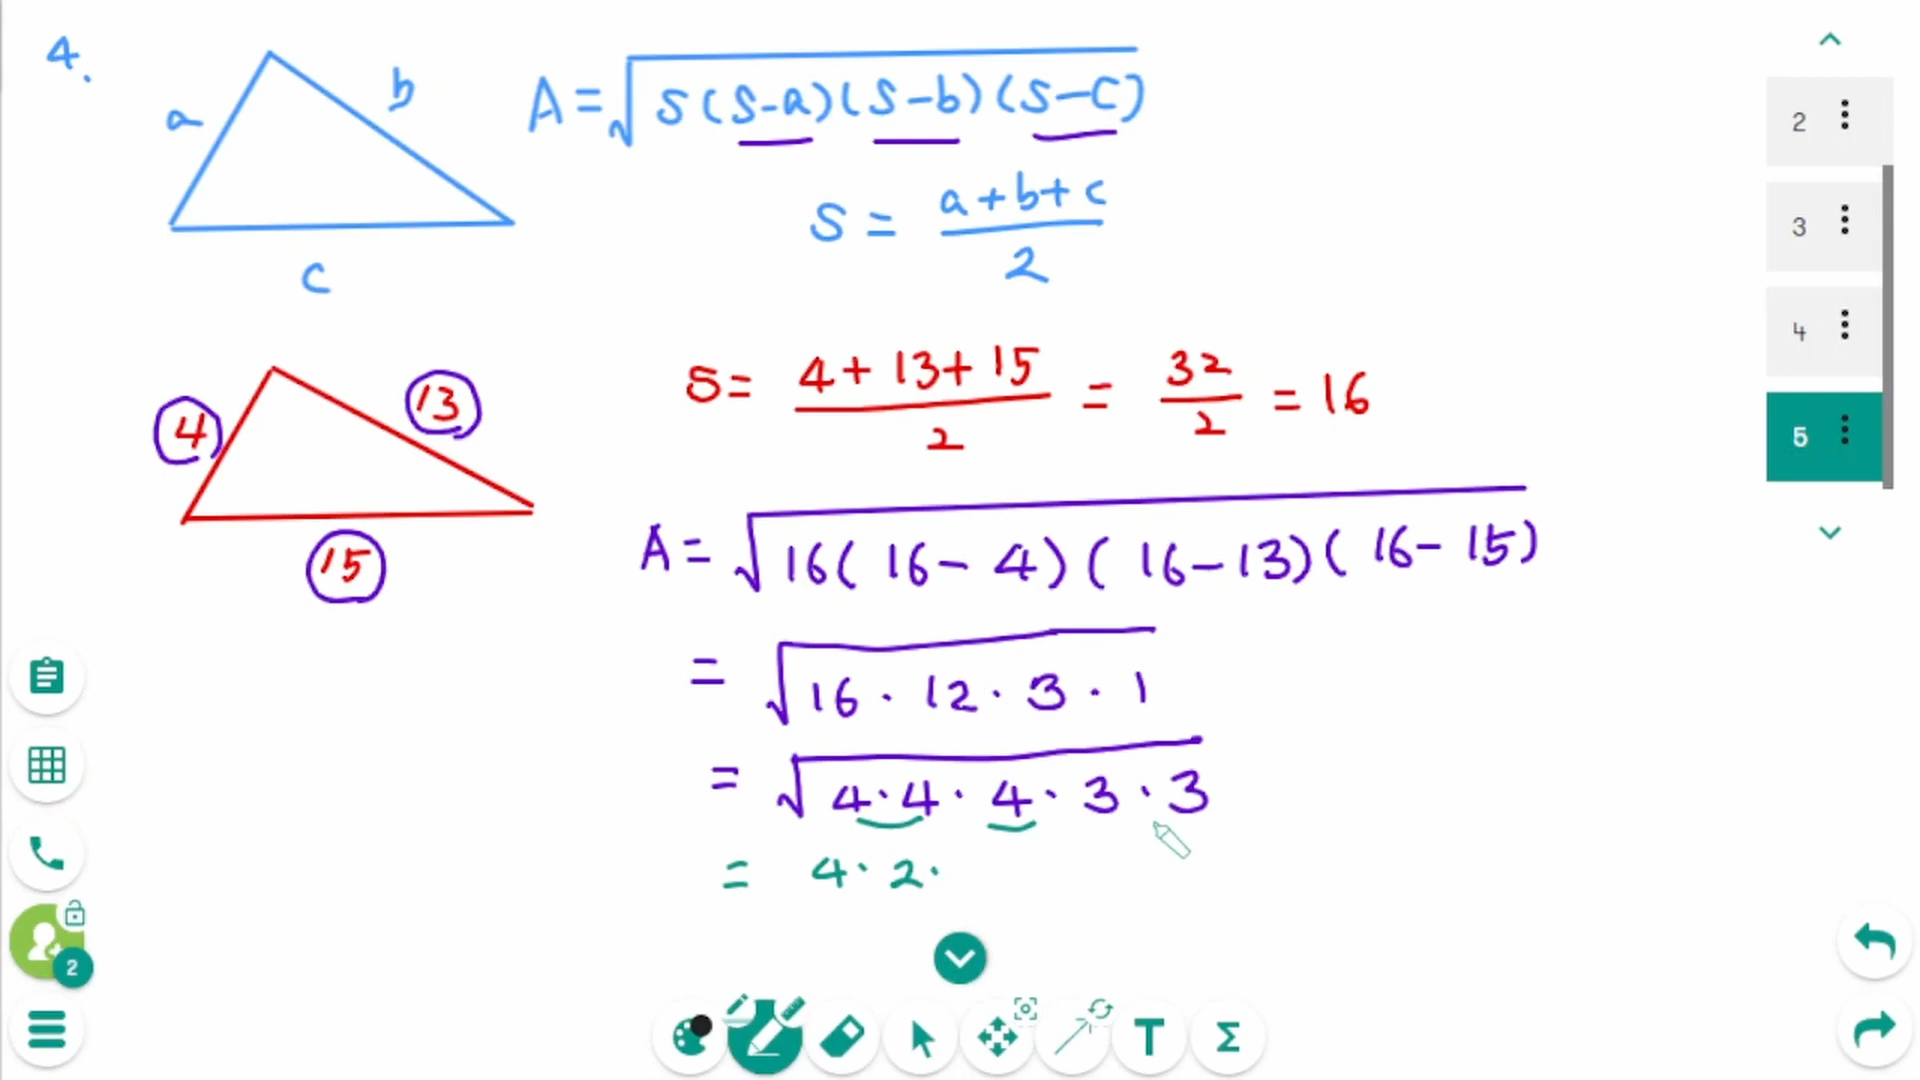 4.
a
b
c
A = √s(s-a)(s-b)(s-c)
s = a+b+c / 2
4
13
15
s = 4+13+15 / 2 = 32 / 2 = 16
A = √16(16-4)(16-13)(16-15)
= √16·12·3·1
= √4·4·4·3·3
= 4·2·
2
3
4
5
2
T
Σ